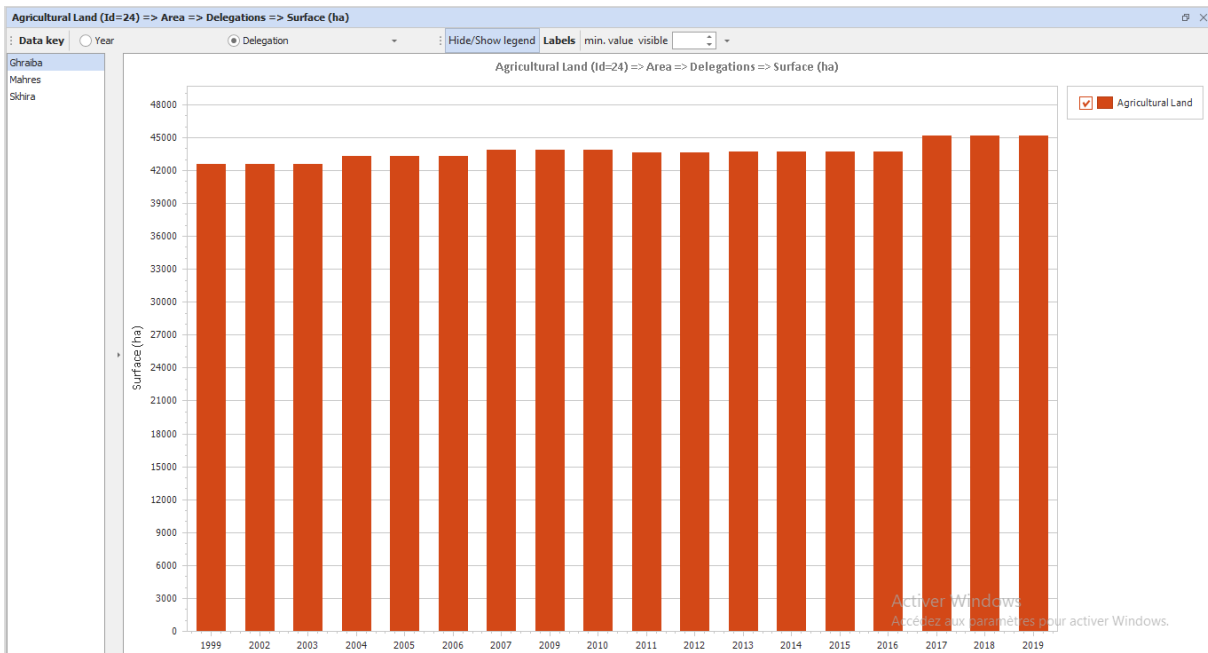 Agricultural Land (Id=24) => Area => Delegations => Surface (ha)
Data key Year Delegation Hide/Show legend Labels min. value visible
Ghraiba
Mahres
Skhira
Agricultural Land (Id=24) => Area => Delegations => Surface (ha)
Agricultural Land
48000
45000
42000
39000
36000
33000
30000
27000
24000
21000
18000
15000
12000
9000
6000
3000
0
Surface (ha)
1999 2002 2003 2004 2005 2006 2007 2009 2010 2011 2012 2013 2014 2015 2016 2017 2018 2019
Activer Windows
Accédez aux paramètres pour activer Windows.